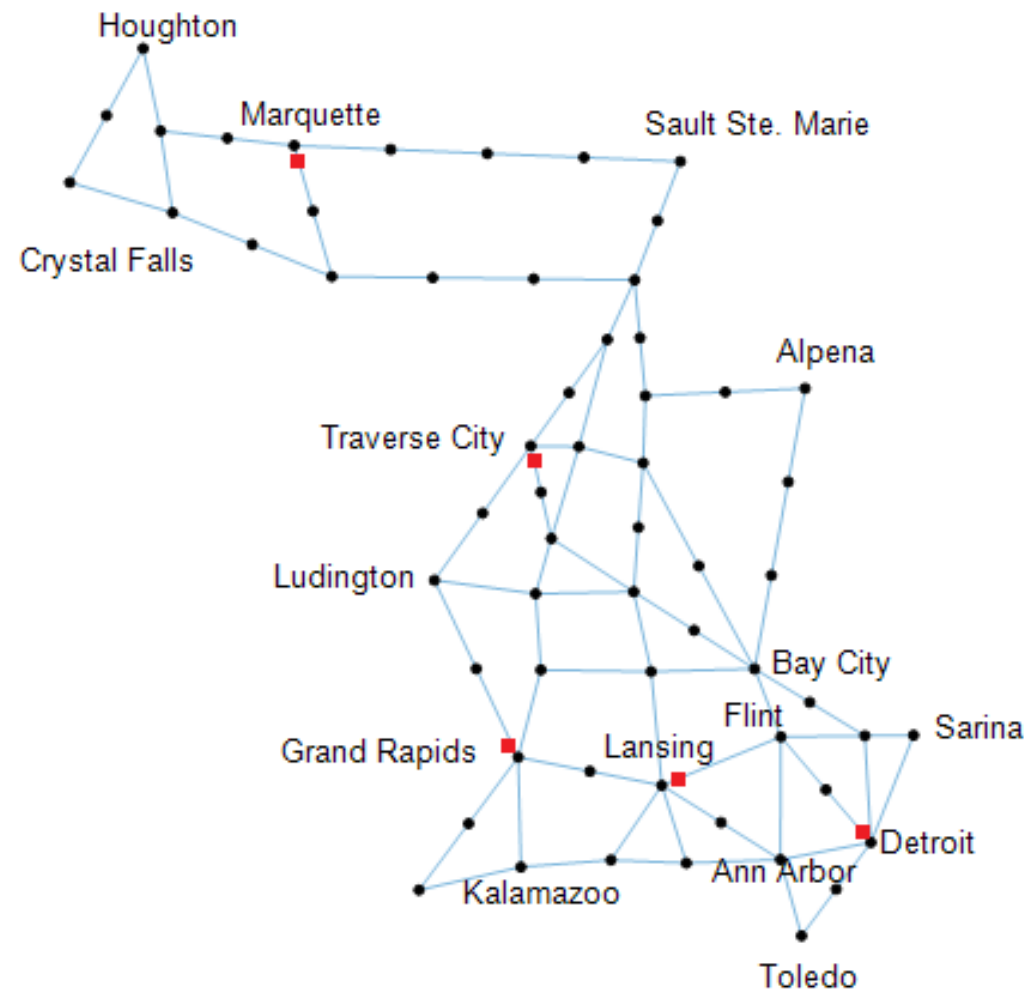 Houghton
Marquette
Sault Ste. Marie
Crystal Falls
Alpena
Traverse City
Ludington
Bay City
Flint
Sarina
Grand Rapids
Lansing
Detroit
Ann Arbor
Kalamazoo
Toledo